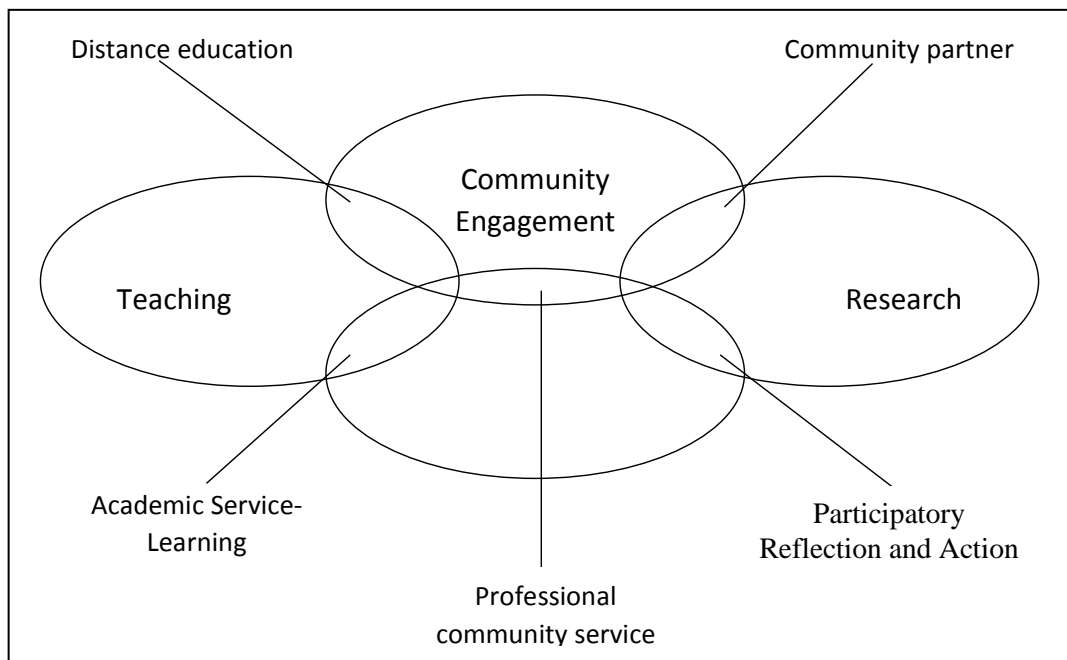 Distance education
Community partner
Community
Engagement
Teaching
Research
Academic Service-
Learning
Participatory
Reflection and Action
Professional
community service